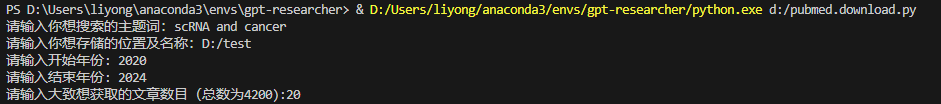 PS D:\Users\liyong\anaconda3\envs\gpt-researcher> & D:/Users/liyong/anaconda3/envs/gpt-researcher/python.exe d:/pubmed.download.py
请输入你想搜索的主题词: scRNA and cancer
请输入你想存储的位置及名称: D:/test
请输入开始年份: 2020
请输入结束年份: 2024
请输入大致想获取的文章数目 (总数为4200):20